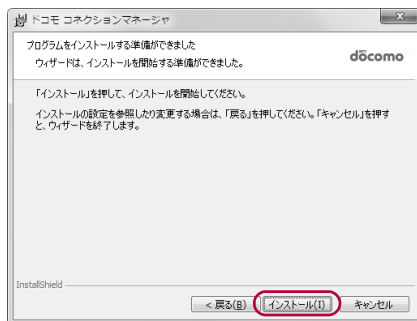 ドコモ コネクションマネージャ
プログラムをインストールする準備ができました
ウィザードは、インストールを開始する準備ができました。
döcomo
「インストール」を押して、インストールを開始してください。
インストールの設定を参照したり変更する場合は、「戻る」を押してください。「キャンセル」を押す
と、ウィザードを終了します。
InstallShield
< 戻る(B)
インストール(I)
キャンセル